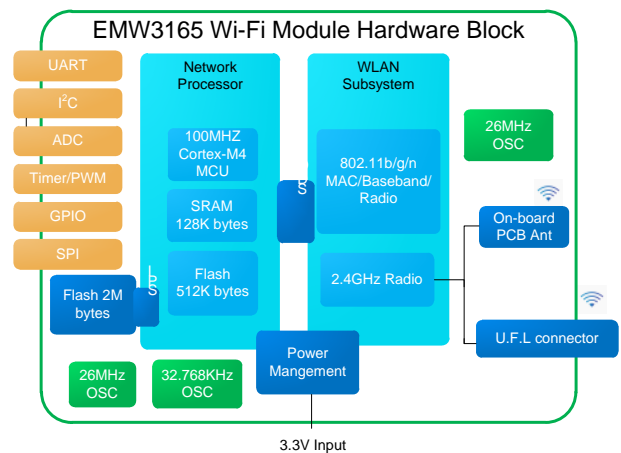 EMW3165 Wi-Fi Module Hardware Block
UART
I²C
ADC
Timer/PWM
GPIO
SPI
Network
Processor
100MHZ
Cortex-M4
MCU
SRAM
128K bytes
Flash
512K bytes
Flash 2M
bytes
WLAN
Subsystem
802.11b/g/n
MAC/Baseband/
Radio
2.4GHz Radio
26MHz
OSC
On-board
PCB Ant
U.F.L connector
Power
Mangement
26MHz
OSC
32.768KHz
OSC
3.3V Input